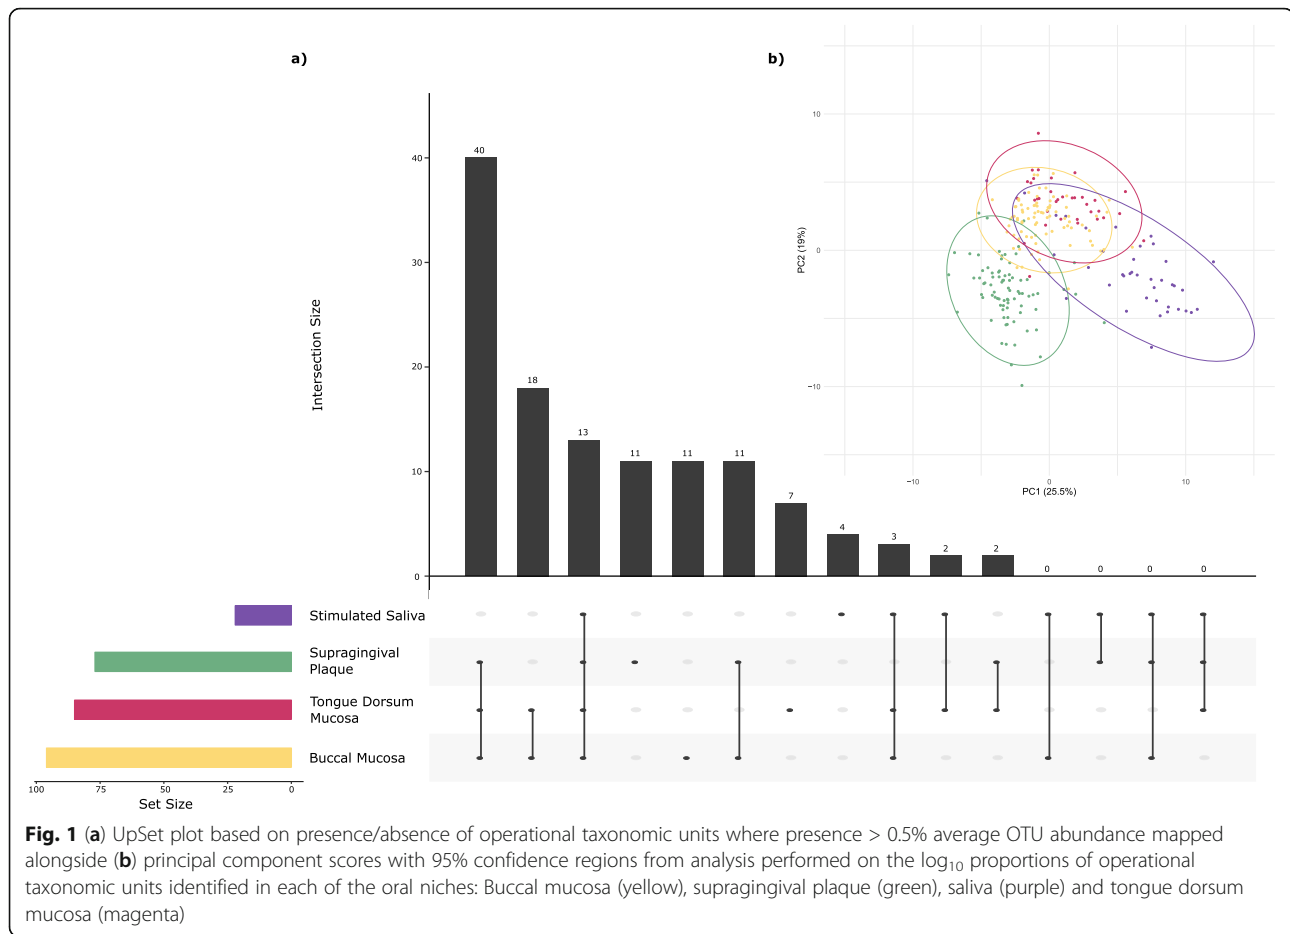 a)
b)
Intersection Size
40
30
20
10
0
40
18
13
11
11
11
7
4
3
2
2
0
0
0
0
PC2 (19%)
10
0
−10
−10
0
10
PC1 (25.5%)
Stimulated Saliva
Supragingival
Plaque
Tongue Dorsum
Mucosa
Buccal Mucosa
100
75
50
25
0
Set Size
Fig. 1 (a) UpSet plot based on presence/absence of operational taxonomic units where presence > 0.5% average OTU abundance mapped
alongside (b) principal component scores with 95% confidence regions from analysis performed on the log10 proportions of operational
taxonomic units identified in each of the oral niches: Buccal mucosa (yellow), supragingival plaque (green), saliva (purple) and tongue dorsum
mucosa (magenta)